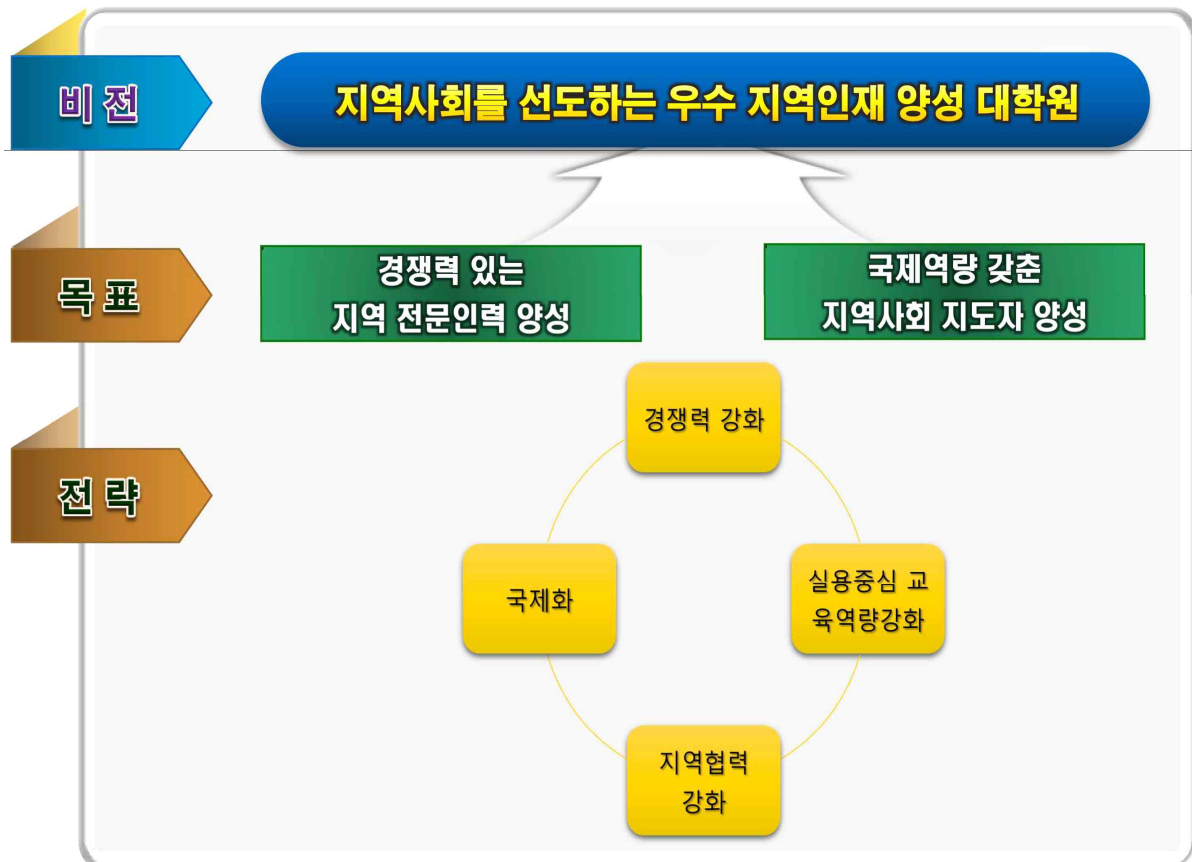 비전
지역사회를 선도하는 우수 지역인재 양성 대학원
목표
경쟁력 있는
지역 전문인력 양성
국제역량 갖춘
지역사회 지도자 양성
전략
경쟁력 강화
국제화
실용중심 교
육역량강화
지역협력
강화